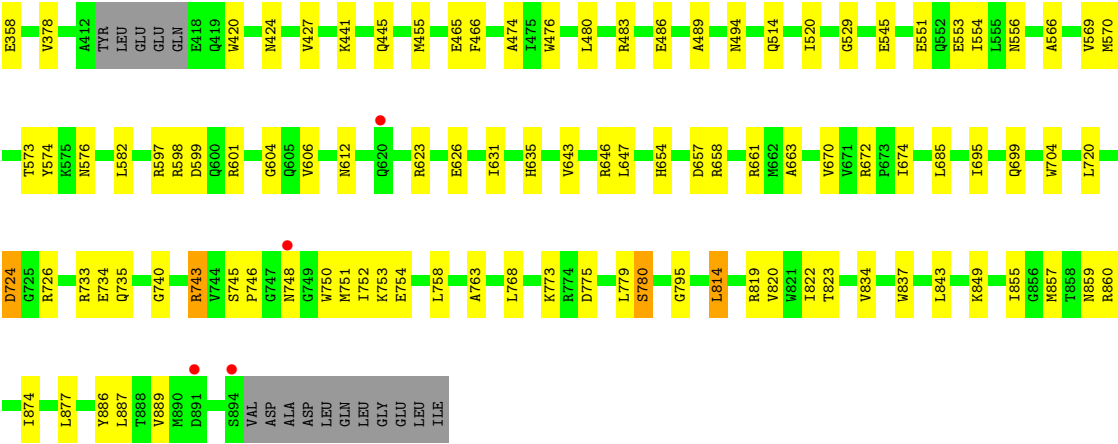 E358 V378 A412 TYR LEU GLU GLU GLN E418 Q419 W420 N424 V427 K441 Q445 M455 E465 F466 A474 I475 W476 L480 R483 E486 A489 N494 Q514 I520 G529 E545 E551 Q552 E553 I554 L555 N556 A566 V569 M570
T573 Y574 K575 N576 L582 R597 R598 D599 Q600 R601 G604 Q605 V606 N612 Q620 R623 E626 I631 H635 V643 R646 L647 H654 D657 R658 R661 M662 A663 V670 V671 R672 P673 I674 L685 I695 Q699 W704 L720
D724 G725 R726 R733 E734 Q735 G740 R743 V744 S745 P746 G747 N748 G749 W750 M751 I752 K753 E754 L758 A763 L768 K773 R774 D775 L779 S780 G795 L814 R819 V820 W821 I822 T823 V834 W837 L843 K849 I855 G856 M857 T858 N859 R860
I874 L877 Y886 L887 T888 V889 M890 D891 S894 VAL ASP ALA ASP LEU GLN LEU GLY GLU LEU ILE